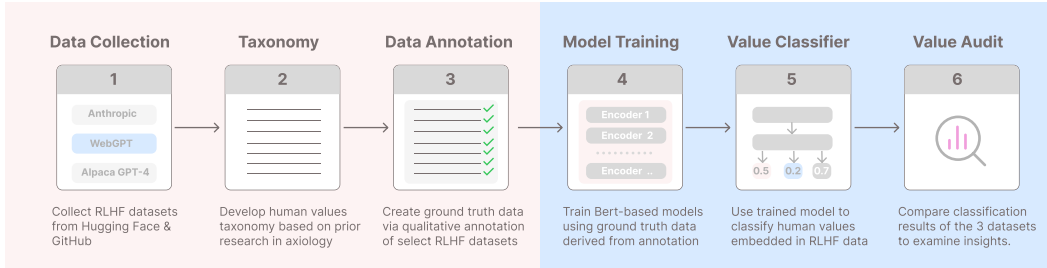 Data Collection
Taxonomy
Data Annotation
Model Training
Value Classifier
Value Audit
1
2
3
4
5
6
Anthropic
WebGPT
Alpaca GPT-4
Encoder 1
Encoder 2
Encoder ..
0.5
0.2
0.7
Collect RLHF datasets
from Hugging Face &
GitHub
Develop human values
taxonomy based on prior
research in axiology
Create ground truth data
via qualitative annotation
of select RLHF datasets
Train Bert-based models
using ground truth data
derived from annotation
Use trained model to
classify human values
embedded in RLHF data
Compare classification
results of the 3 datasets
to examine insights.